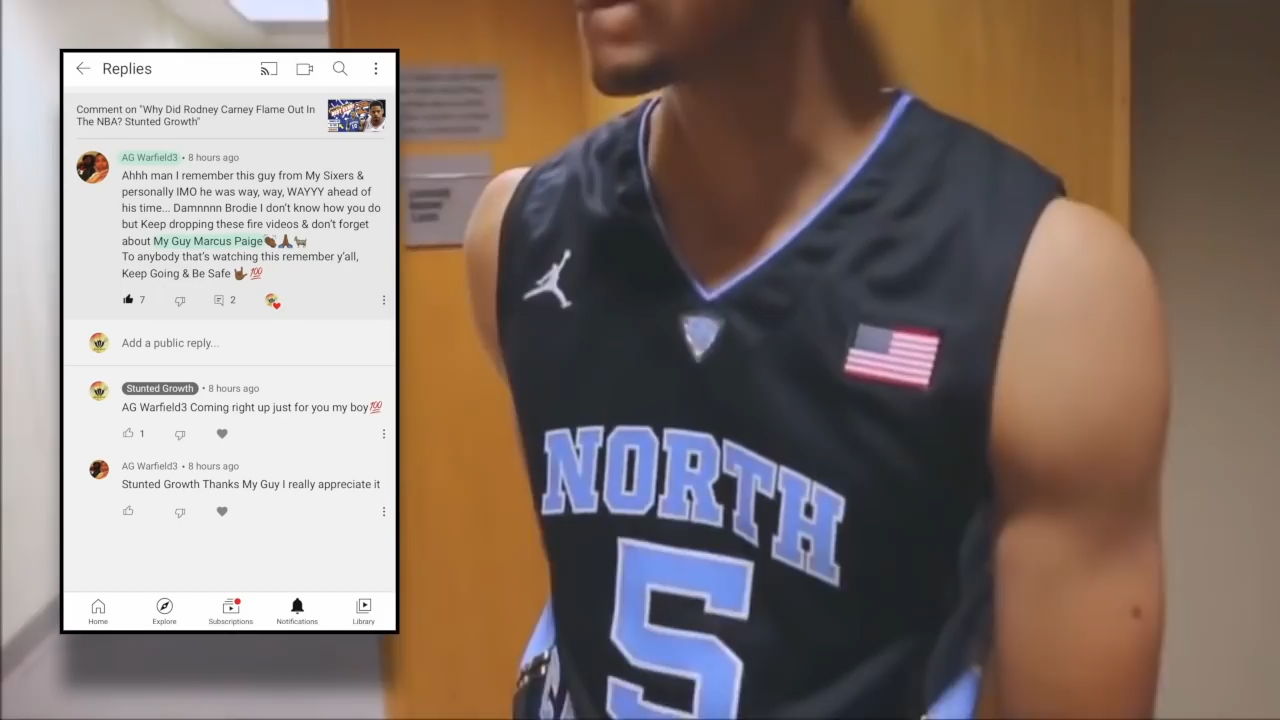 Replies
Comment on "Why Did Rodney Carney Flame Out In
The NBA? Stunted Growth"
AG Warfield3 • 8 hours ago
Ahhh man I remember this guy from My Sixers &
personally IMO he was way, way, WAYYY ahead of
his time... Damnnnn Brodie I don't know how you do
but Keep dropping these fire videos & don't forget
about My Guy Marcus Paige👏🏾🙏🏾🐐
To anybody that's watching this remember y'all,
Keep Going & Be Safe 🤟🏾💯
7
2
Add a public reply...
Stunted Growth • 8 hours ago
AG Warfield3 Coming right up just for you my boy💯
1
AG Warfield3 • 8 hours ago
Stunted Growth Thanks My Guy I really appreciate it
Home
Explore
Subscriptions
Notifications
Library
NORTH
5